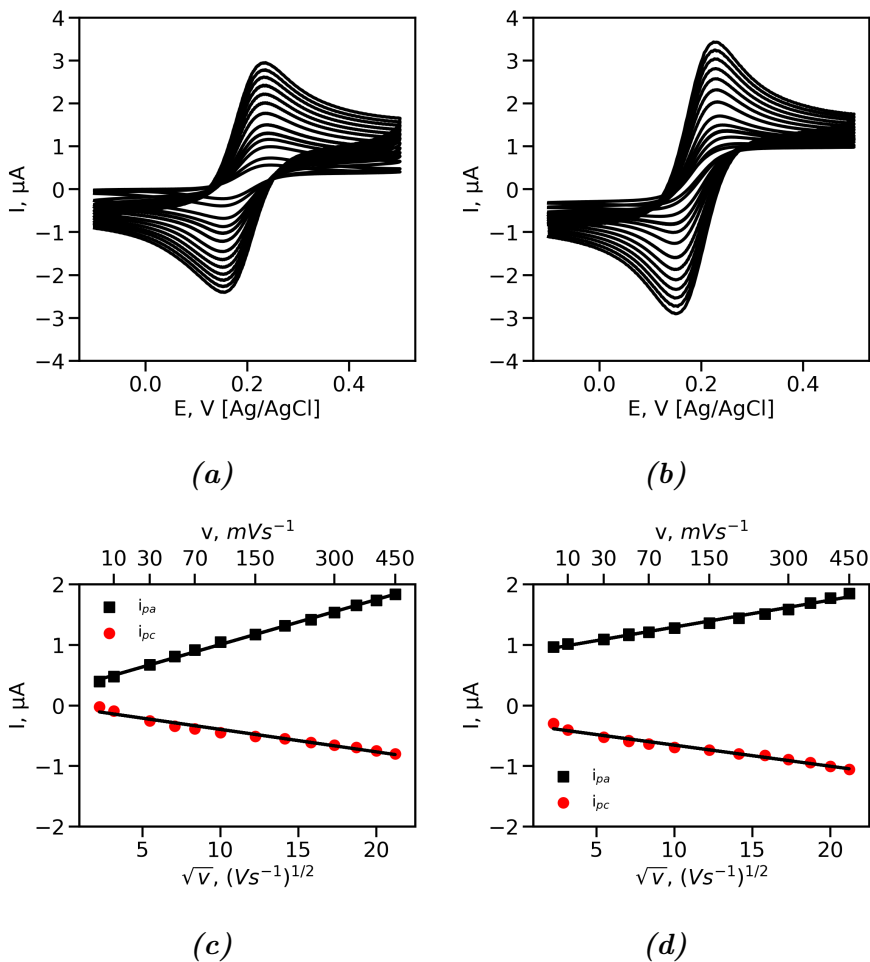 4
3
2
1
0
−1
−2
−3
−4
I, μA
0.0 0.2 0.4
E, V [Ag/AgCl]
(a)
4
3
2
1
0
−1
−2
−3
−4
I, μA
0.0 0.2 0.4
E, V [Ag/AgCl]
(b)
v, mVs⁻¹
10 30 70 150 300 450
2
1
0
−1
−2
I, μA
i_pa
i_pc
5 10 15 20
√v, (Vs⁻¹)^1/2
(c)
v, mVs⁻¹
10 30 70 150 300 450
2
1
0
−1
−2
I, μA
i_pa
i_pc
5 10 15 20
√v, (Vs⁻¹)^1/2
(d)